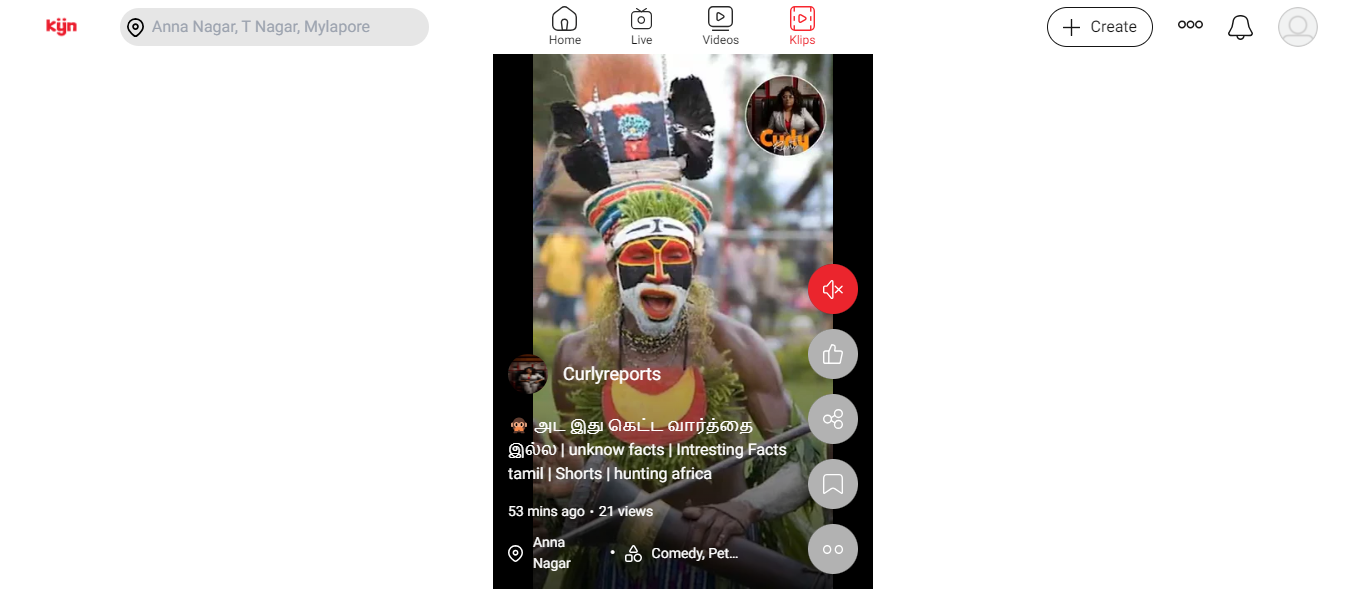 kyn
Anna Nagar, T Nagar, Mylapore
Home
Live
Videos
Klips
Create
Curly
Curlyreports
🙊 அட இது கெட்ட வார்த்தை
இல்ல | unknow facts | Intresting Facts
tamil | Shorts | hunting africa
53 mins ago • 21 views
Anna
Nagar
• Comedy, Pet...